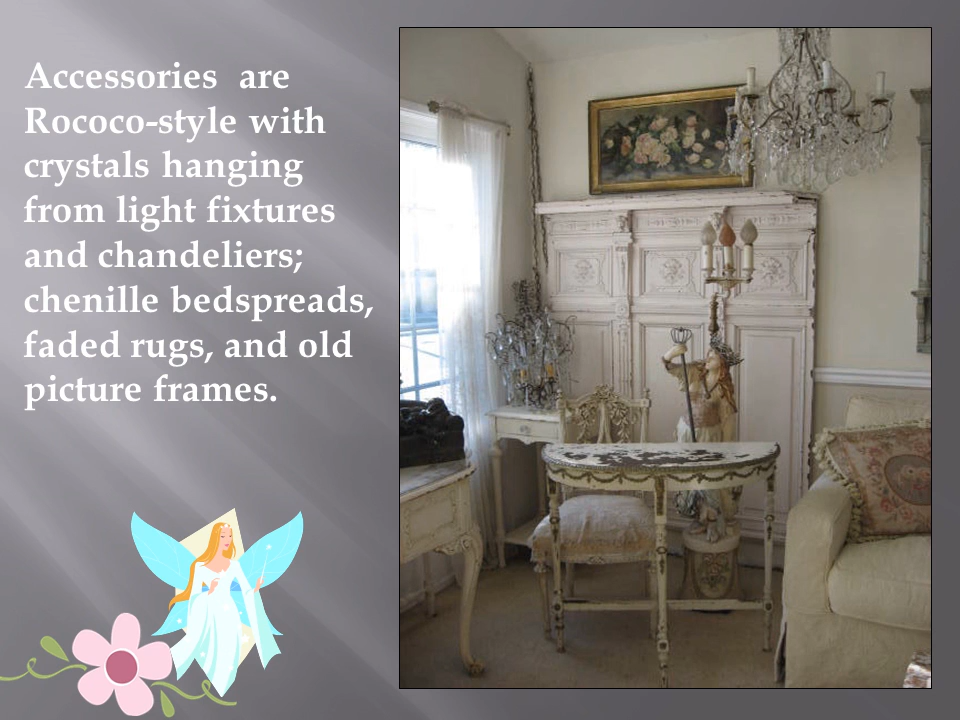 Accessories are
Rococo-style with
crystals hanging
from light fixtures
and chandeliers;
chenille bedspreads,
faded rugs, and old
picture frames.